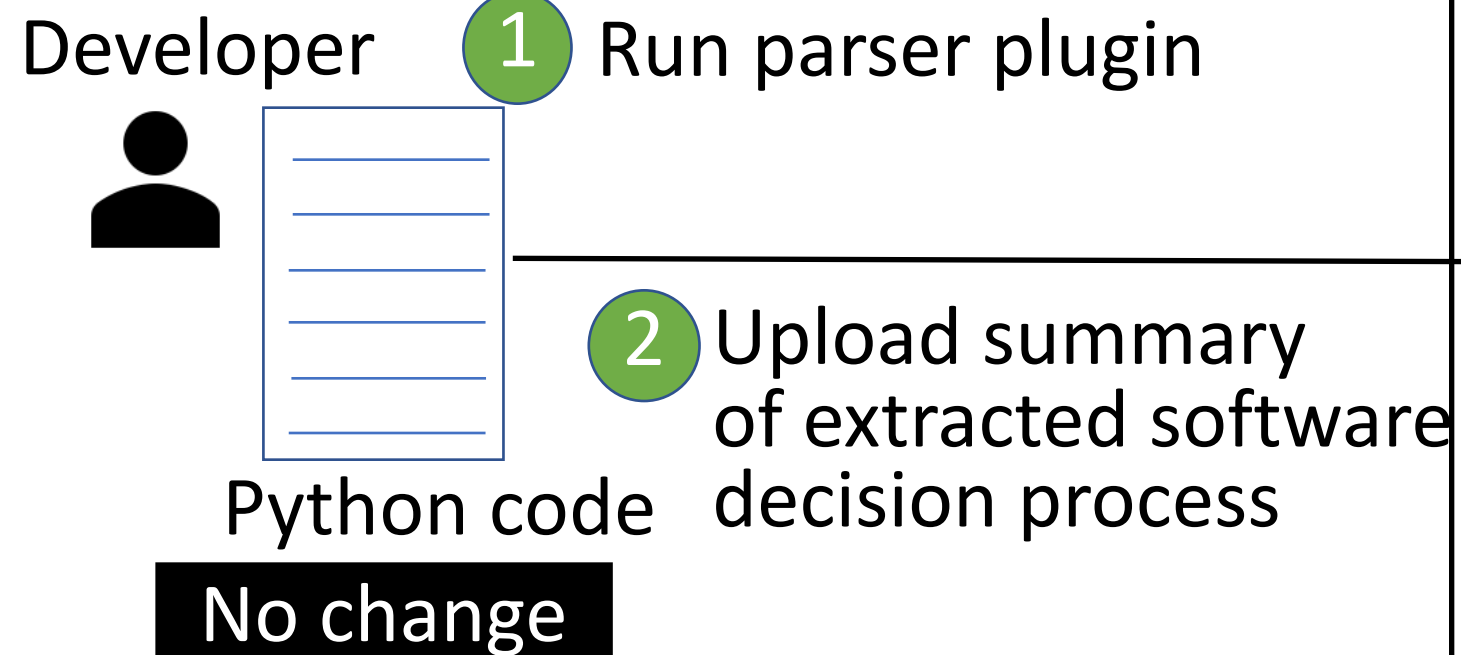 Developer
1 Run parser plugin
2 Upload summary
of extracted software
decision process
Python code
No change